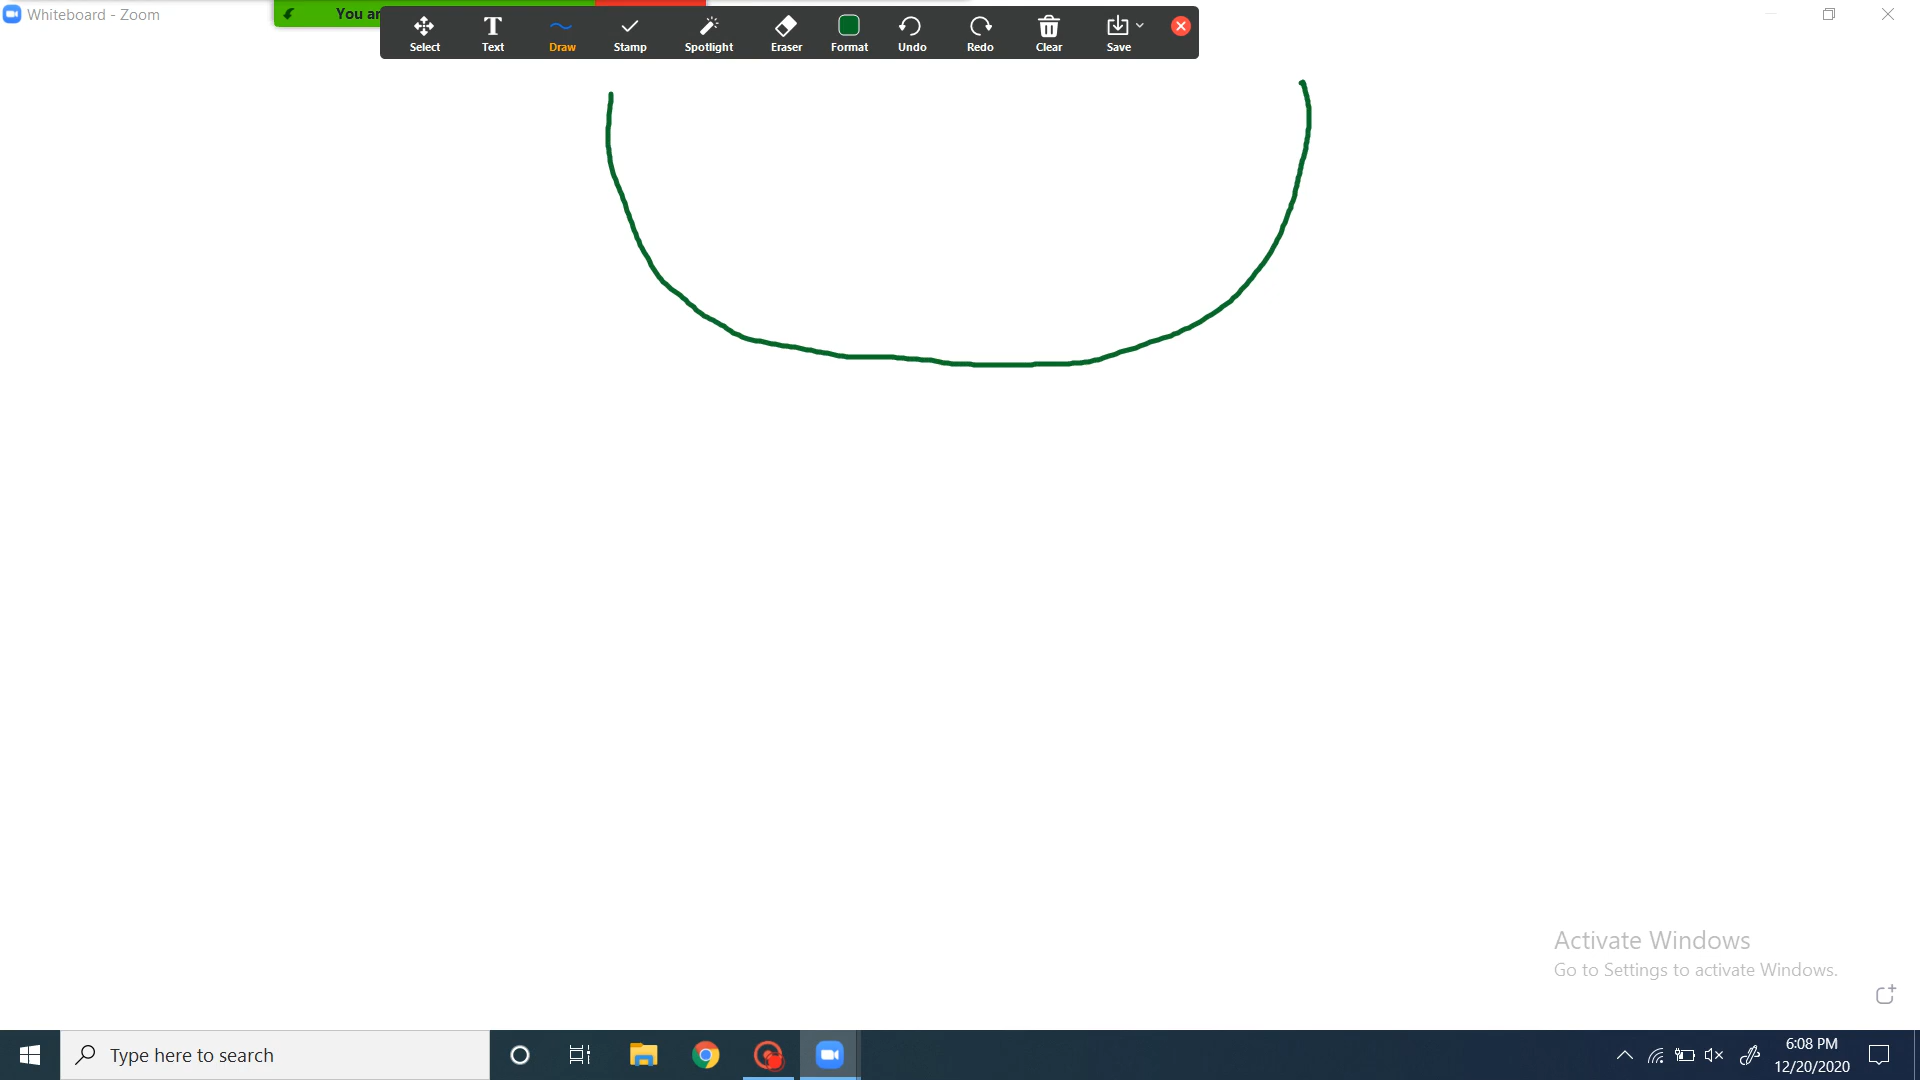 Whiteboard - Zoom
You ar
Select
Text
Draw
Stamp
Spotlight
Eraser
Format
Undo
Redo
Clear
Save
Activate Windows
Go to Settings to activate Windows.
Type here to search
6:08 PM
12/20/2020